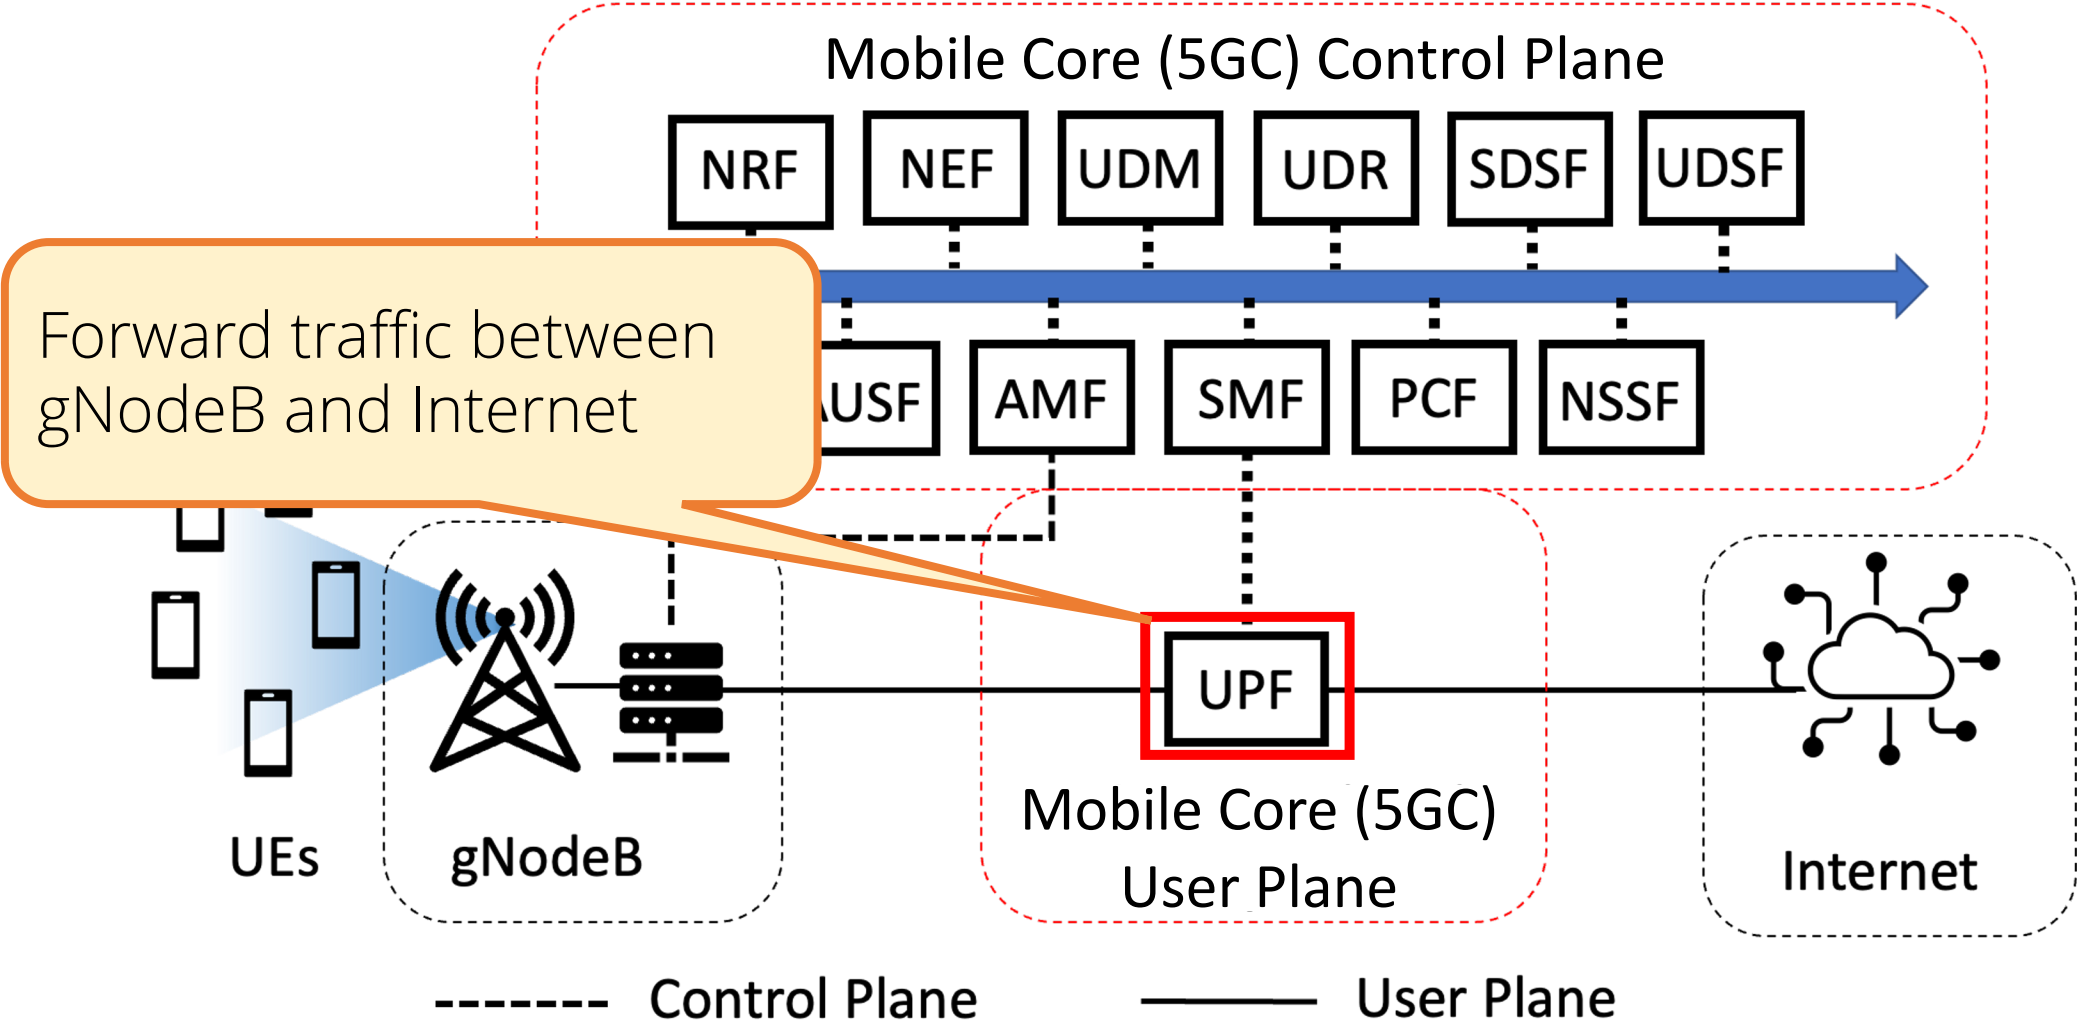 Mobile Core (5GC) Control Plane
NRF NEF UDM UDR SDSF UDSF
Forward traffic between
gNodeB and Internet
AUSF AMF SMF PCF NSSF
UPF
Mobile Core (5GC)
User Plane
UEs gNodeB Internet
Control Plane User Plane